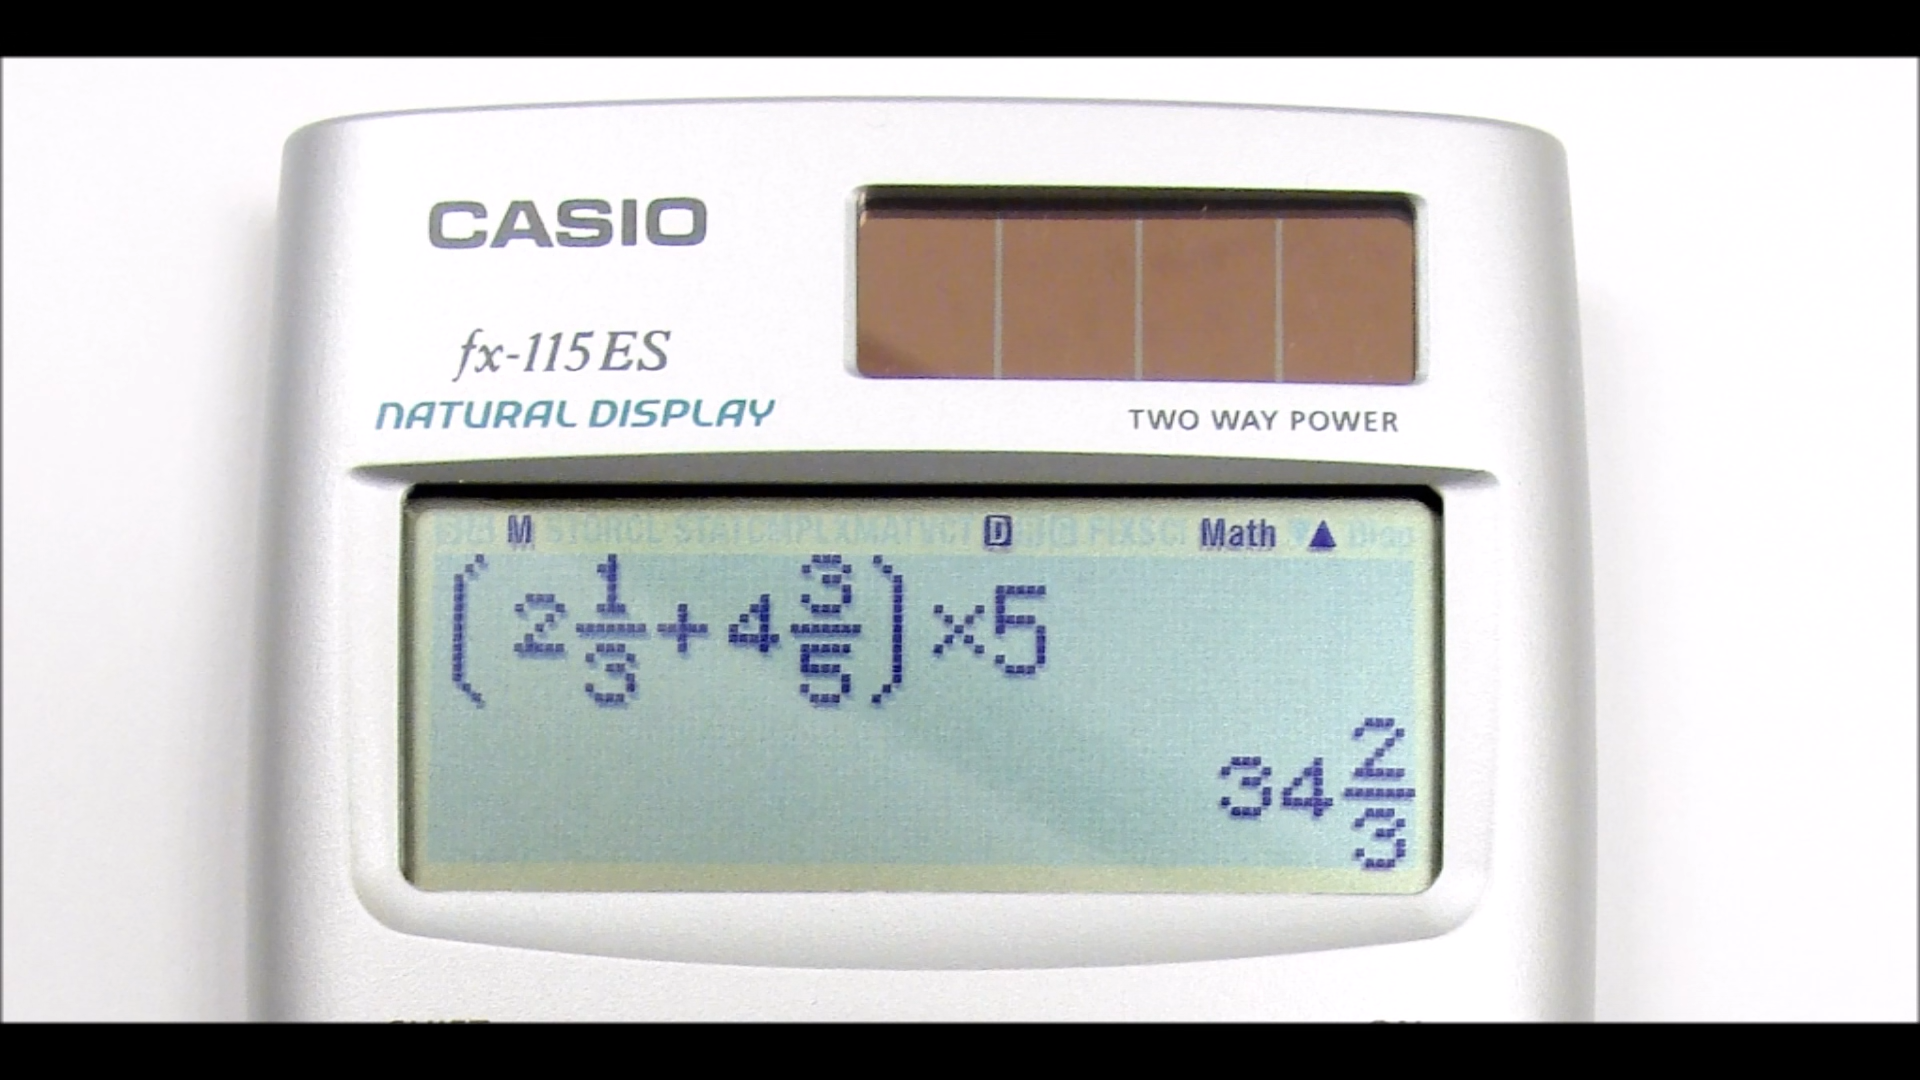 CASIO
fx-115ES
NATURAL DISPLAY
TWO WAY POWER
M D Math ▲
(2 1/3 + 4 3/5) ×5
34 2/3